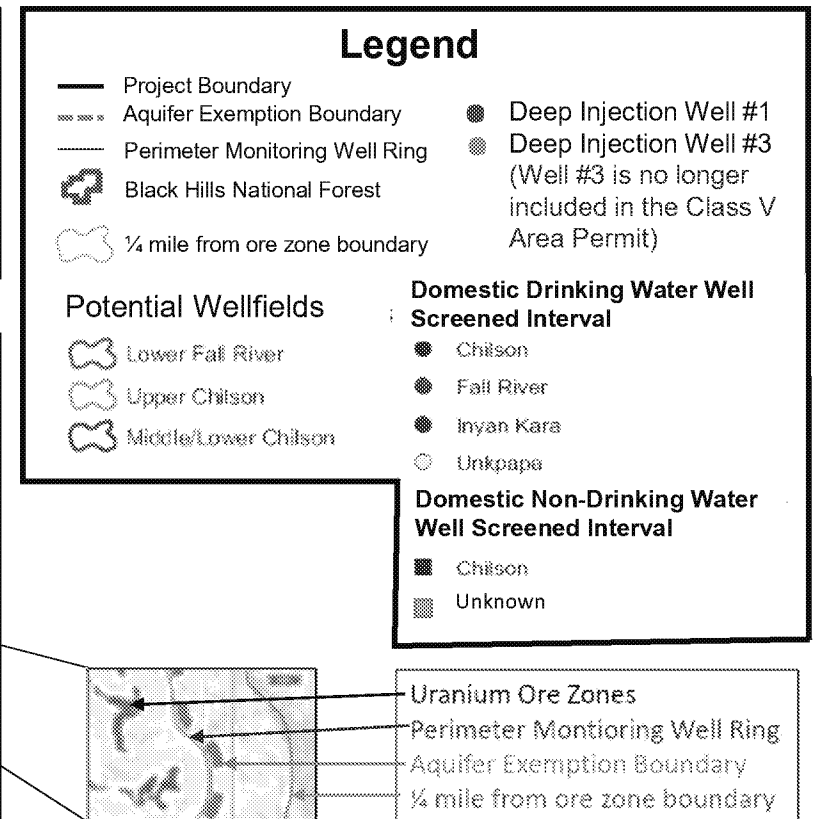 Legend
Project Boundary
Aquifer Exemption Boundary
Perimeter Monitoring Well Ring
Black Hills National Forest
¼ mile from ore zone boundary
Deep Injection Well #1
Deep Injection Well #3
(Well #3 is no longer
included in the Class V
Area Permit)
Potential Wellfields
Lower Fall River
Upper Chilson
Middle/Lower Chilson
Domestic Drinking Water Well
Screened Interval
Chilson
Fall River
Inyan Kara
Unkpapa
Domestic Non-Drinking Water
Well Screened Interval
Chilson
Unknown
Uranium Ore Zones
Perimeter Montioring Well Ring
Aquifer Exemption Boundary
¼ mile from ore zone boundary